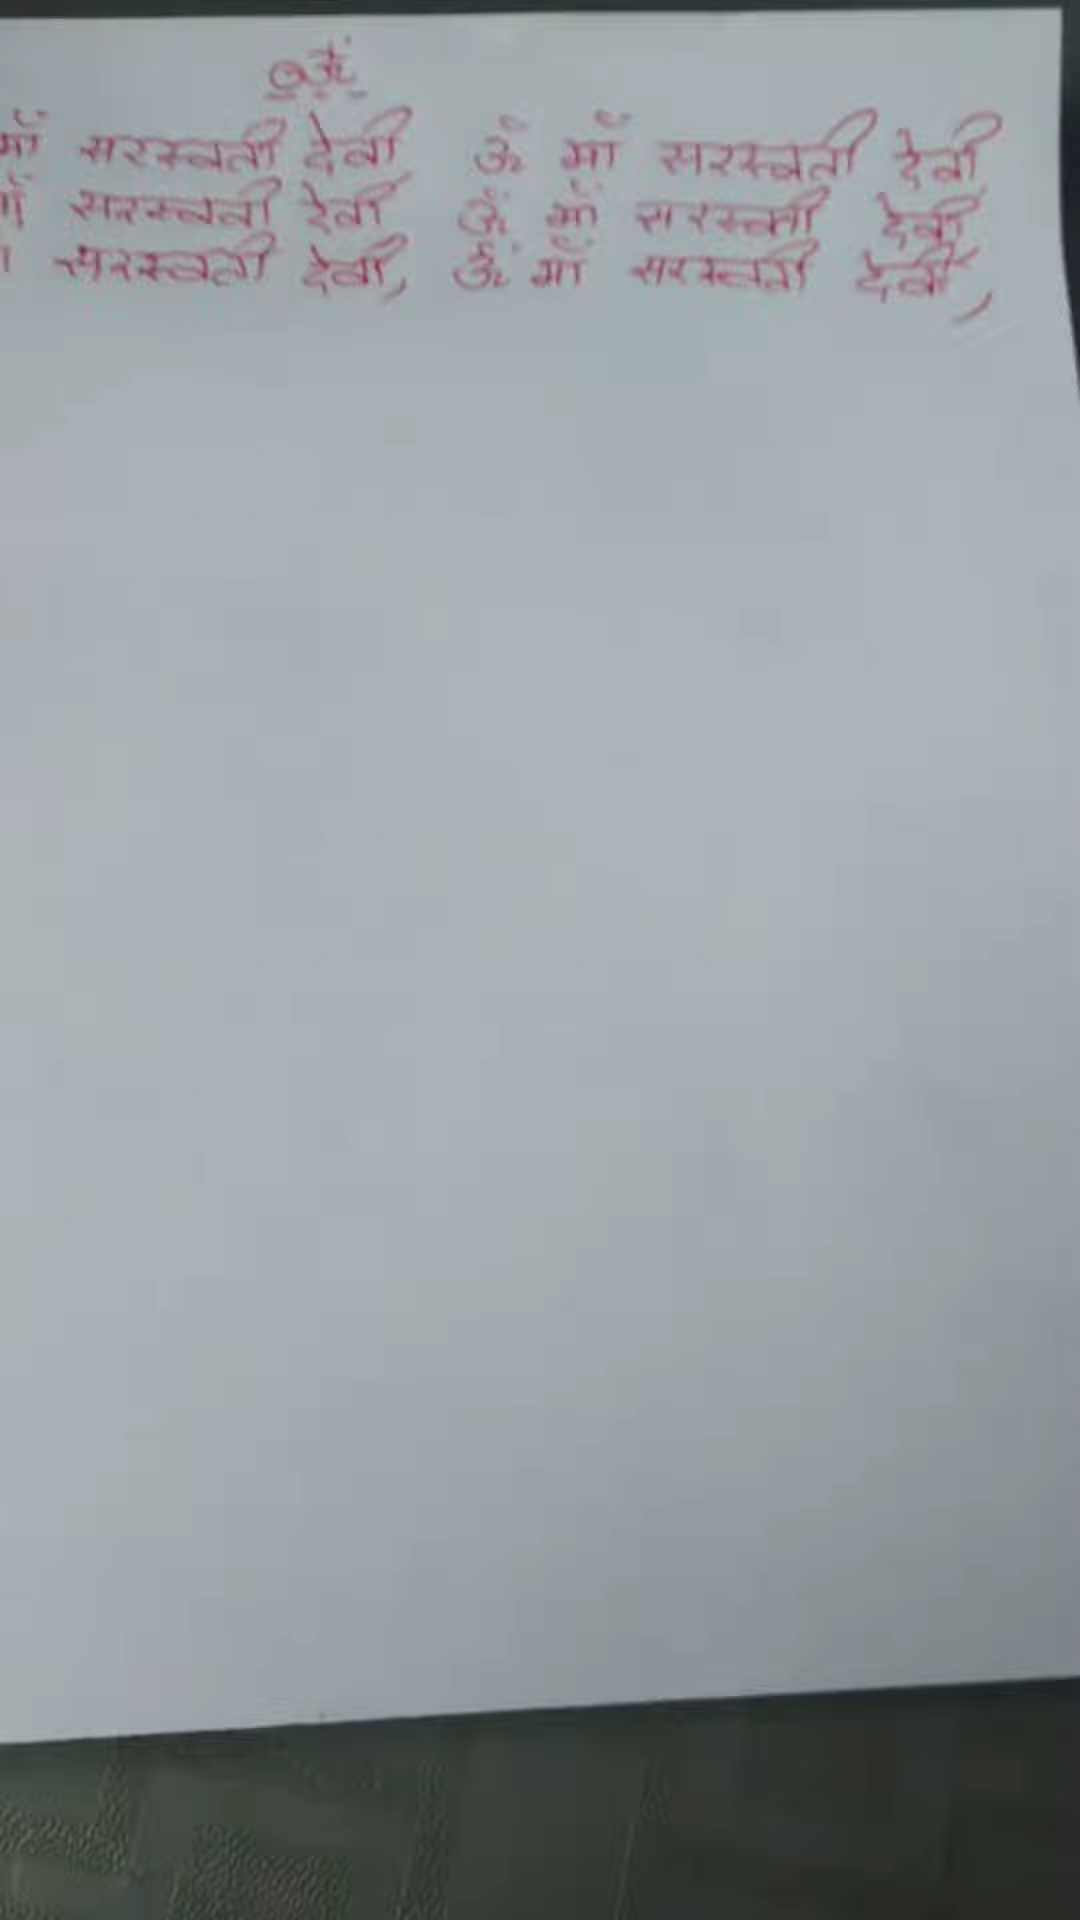 ॐ
माँ सरस्वती देवी ॐ माँ सरस्वती देवी
माँ सरस्वती देवी ॐ माँ सरस्वती देवी,
सरस्वती देवी, ॐ माँ सरस्वती देवी,